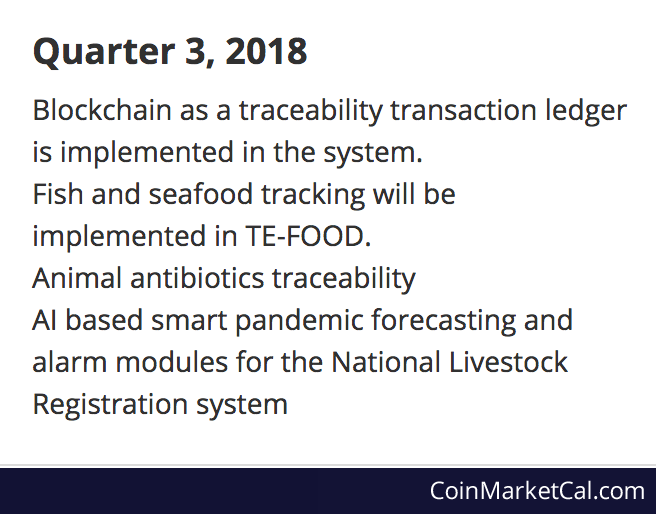 Quarter 3, 2018
Blockchain as a traceability transaction ledger
is implemented in the system.
Fish and seafood tracking will be
implemented in TE-FOOD.
Animal antibiotics traceability
AI based smart pandemic forecasting and
alarm modules for the National Livestock
Registration system
CoinMarketCal.com